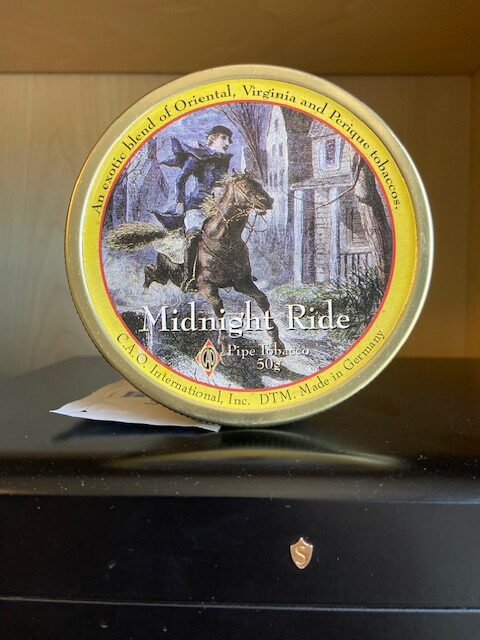 An exotic blend of Oriental, Virginia and Perique tobaccos.
Midnight Ride
Pipe Tobacco
50g
C.A.O. International, Inc. DTM. Made in Germany
S